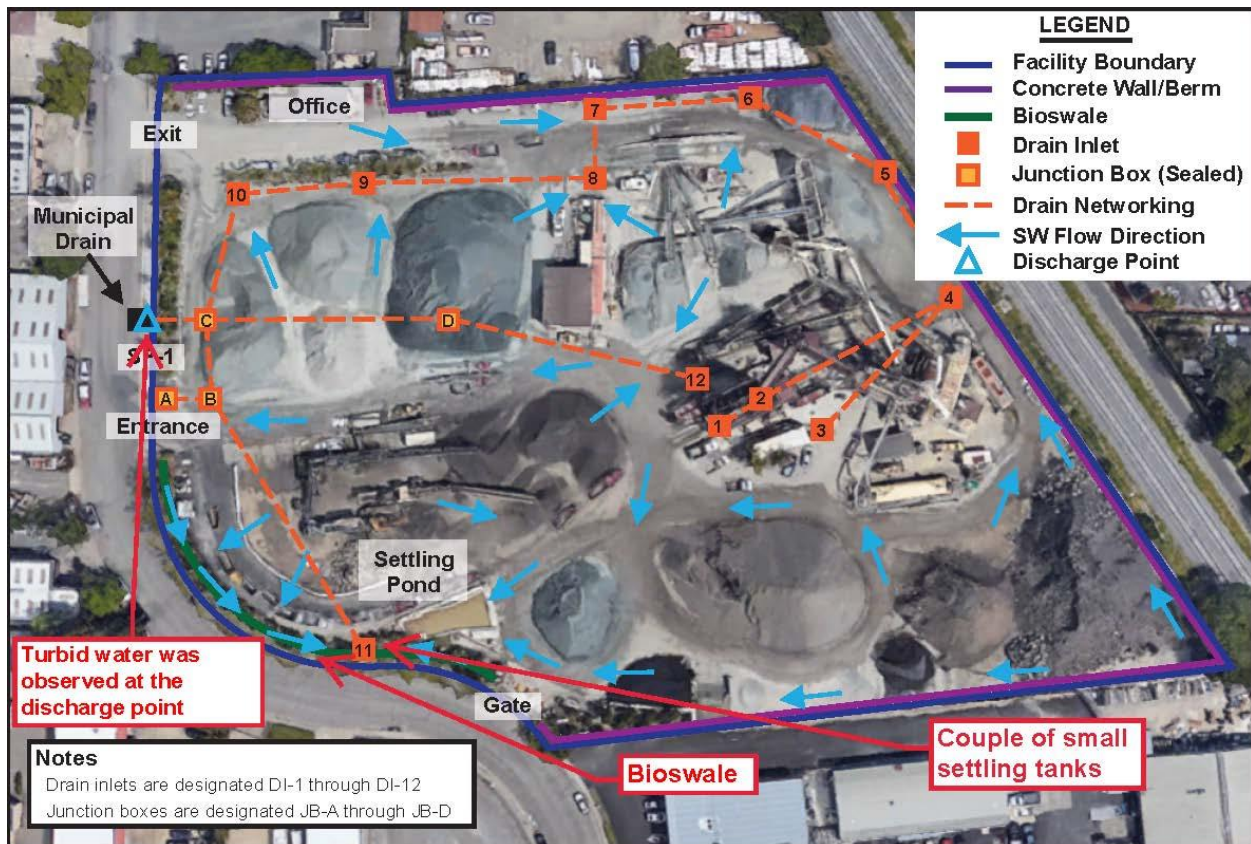 LEGEND
Facility Boundary
Concrete Wall/Berm
Bioswale
Drain Inlet
Junction Box (Sealed)
Drain Networking
SW Flow Direction
Discharge Point
Office
Exit
7
6
5
10
9
8
Municipal
Drain
4
C
D
12
A
B
2
1
3
Entrance
Settling
Pond
11
Turbid water was
observed at the
discharge point
Gate
Couple of small
settling tanks
Bioswale
Notes
Drain inlets are designated DI-1 through DI-12
Junction boxes are designated JB-A through JB-D